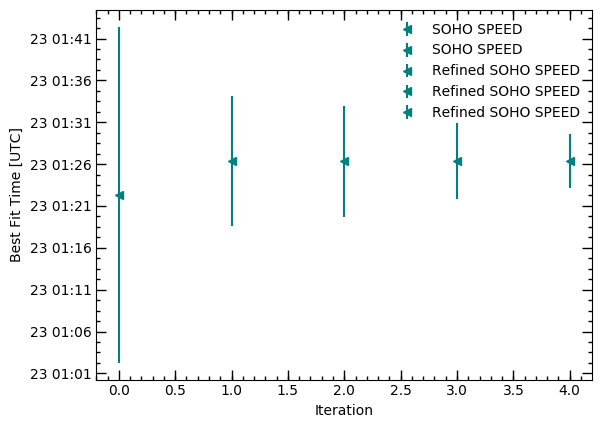 SOHO SPEED
SOHO SPEED
Refined SOHO SPEED
Refined SOHO SPEED
Refined SOHO SPEED
23 01:41
23 01:36
23 01:31
23 01:26
23 01:21
23 01:16
23 01:11
23 01:06
23 01:01
Best Fit Time [UTC]
0.0 0.5 1.0 1.5 2.0 2.5 3.0 3.5 4.0
Iteration